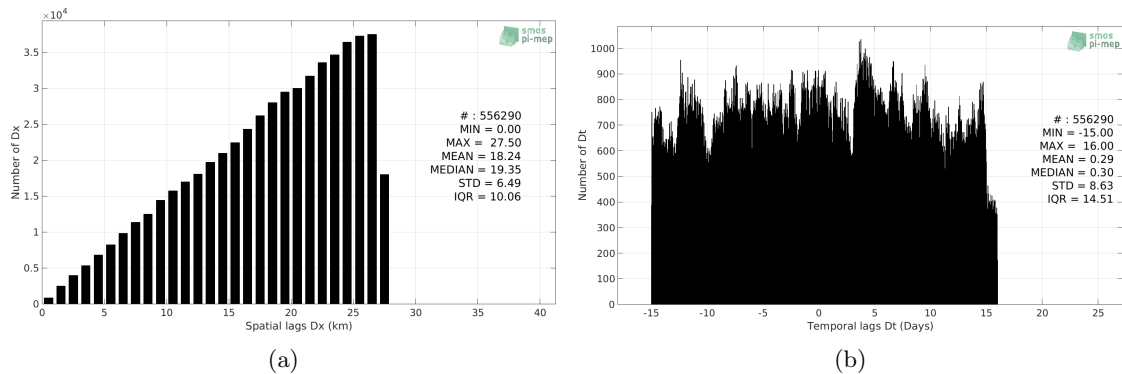 ×10⁴
3.5
3
2.5
2
1.5
1
0.5
0
0 5 10 15 20 25 30 35 40
Number of Dx
Spatial lags Dx (km)
smos
pi-mep
# : 556290
MIN = 0.00
MAX = 27.50
MEAN = 18.24
MEDIAN = 19.35
STD = 6.49
IQR = 10.06
(a)
1000
900
800
700
600
500
400
300
200
100
0
-15 -10 -5 0 5 10 15 20 25
Number of Dt
Temporal lags Dt (Days)
smos
pi-mep
# : 556290
MIN = -15.00
MAX = 16.00
MEAN = 0.29
MEDIAN = 0.30
STD = 8.63
IQR = 14.51
(b)